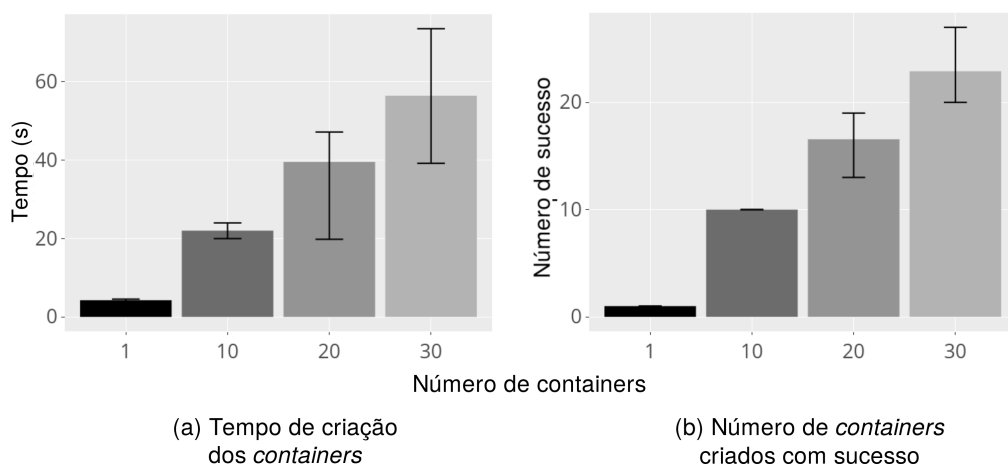 Tempo (s)
60
40
20
0
1 10 20 30
Número de sucesso
20
10
0
1 10 20 30
Número de containers
(a) Tempo de criação
dos containers
(b) Número de containers
criados com sucesso